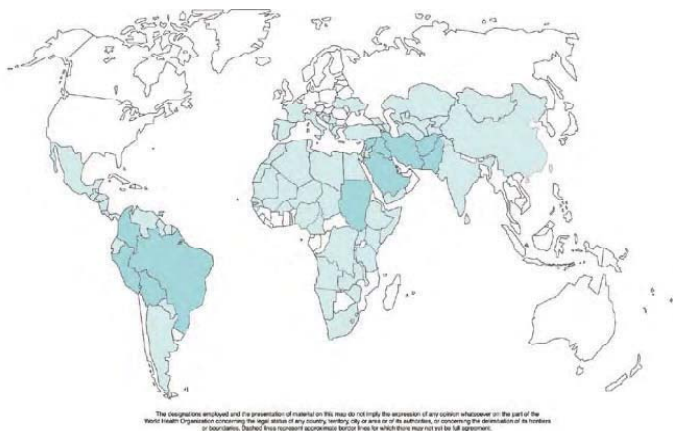 The designations employed and the presentation of material on this map do not imply the expression of any opinion whatsoever on the part of the
World Health Organization concerning the legal status of any country, territory, city or area or of its authorities, or concerning the delimitation of its frontiers
or boundaries. Dashed lines represent approximate border lines for which there may not yet be full agreement.